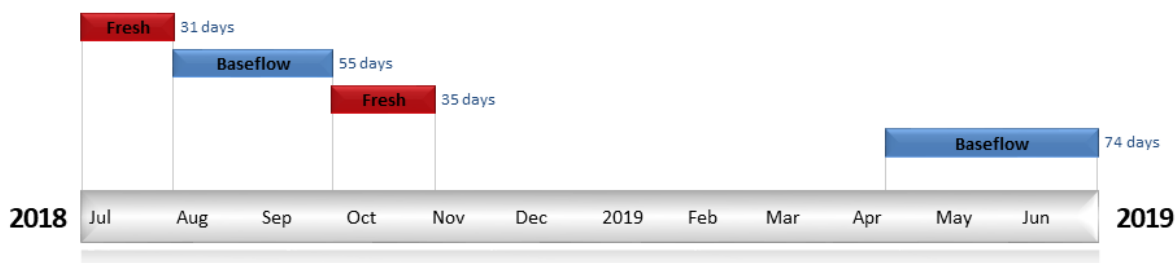 Fresh 31 days
Baseflow 55 days
Fresh 35 days
Baseflow 74 days
2018 Jul Aug Sep Oct Nov Dec 2019 Feb Mar Apr May Jun 2019